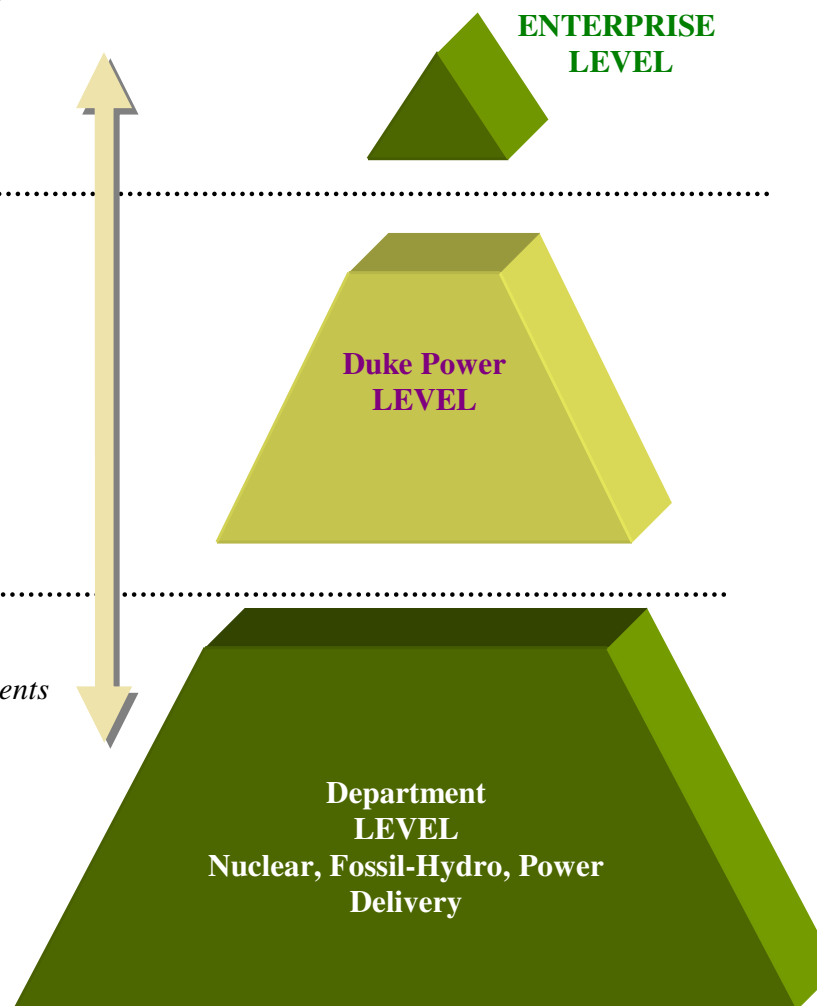 ENTERPRISE
LEVEL
Duke Power
LEVEL
Department
LEVEL
Nuclear, Fossil-Hydro, Power
Delivery